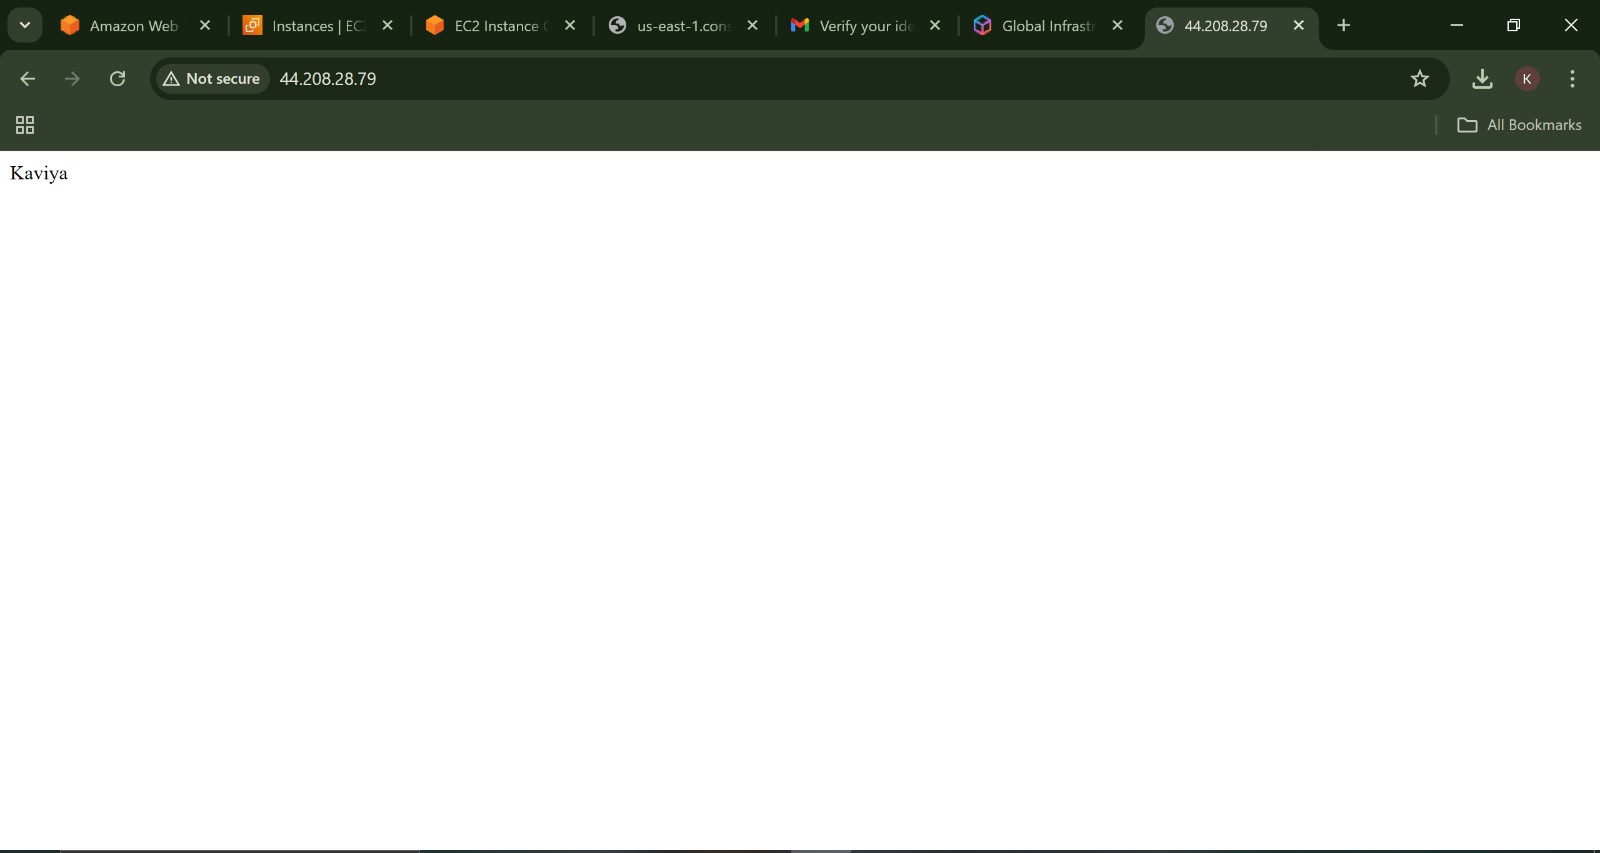 Amazon Web
Instances | EC2
EC2 Instance C
us-east-1.cons
Verify your ide
Global Infrastr
44.208.28.79
Not secure
44.208.28.79
K
All Bookmarks
Kaviya